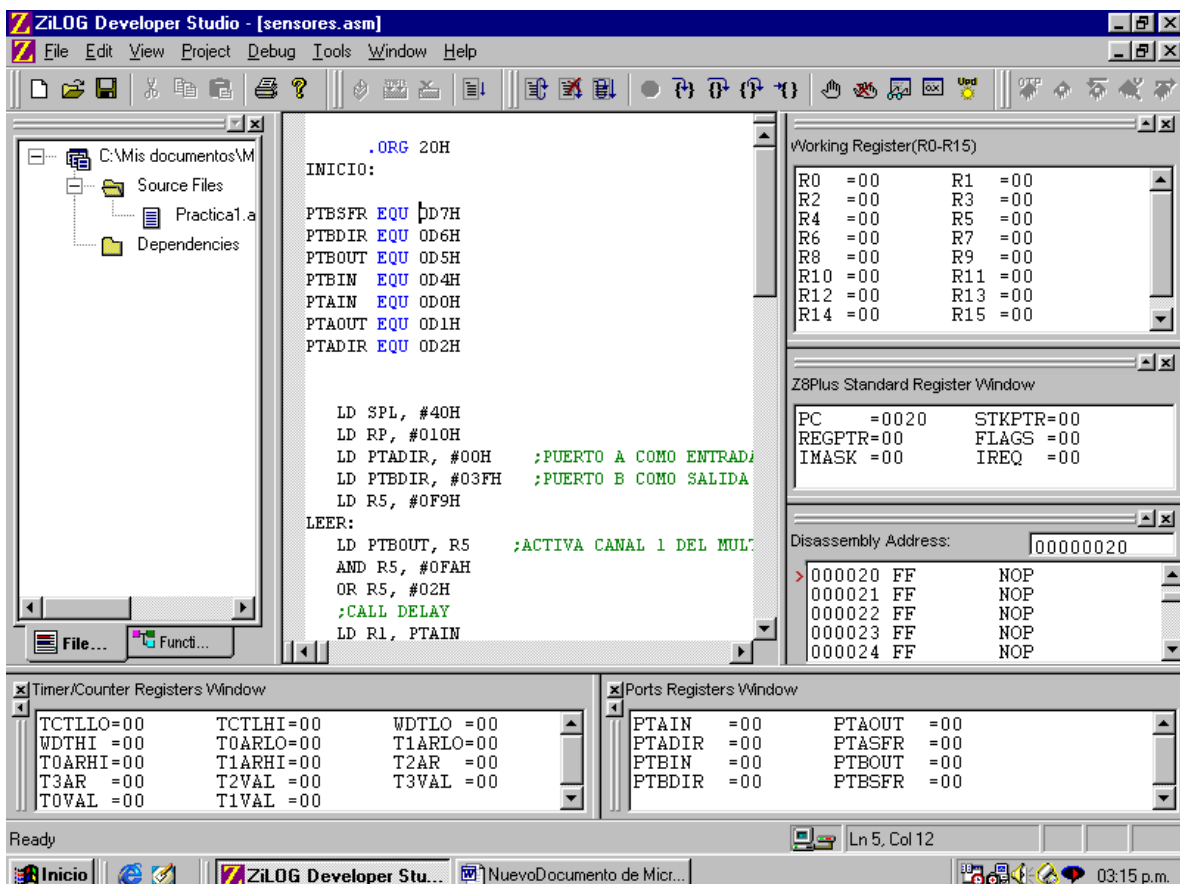 ZiLOG Developer Studio - [sensores.asm]
File Edit View Project Debug Tools Window Help
C:\Mis documentos\M
Source Files
Practica1.a
Dependencies
File...
Functi...
.ORG 20H
INICIO:
PTBSFR EQU 0D7H
PTBDIR EQU 0D6H
PTBOUT EQU 0D5H
PTBIN EQU 0D4H
PTAIN EQU 0D0H
PTAOUT EQU 0D1H
PTADIR EQU 0D2H
LD SPL, #40H
LD RP, #010H
LD PTADIR, #00H ;PUERTO A COMO ENTRADA
LD PTBDIR, #03FH ;PUERTO B COMO SALIDA
LD R5, #0F9H
LEER:
LD PTBOUT, R5 ;ACTIVA CANAL 1 DEL MULT
AND R5, #0FAH
OR R5, #02H
;CALL DELAY
LD R1, PTAIN
Working Register(R0-R15)
R0 =00 R1 =00
R2 =00 R3 =00
R4 =00 R5 =00
R6 =00 R7 =00
R8 =00 R9 =00
R10 =00 R11 =00
R12 =00 R13 =00
R14 =00 R15 =00
Z8Plus Standard Register Window
PC =0020 STKPTR=00
REGPTR=00 FLAGS =00
IMASK =00 IREQ =00
Disassembly Address: 00000020
>000020 FF NOP
000021 FF NOP
000022 FF NOP
000023 FF NOP
000024 FF NOP
Timer/Counter Registers Window
TCTLLO=00 TCTLHI=00 WDTLO =00
WDTHI =00 T0ARLO=00 T1ARLO=00
T0ARHI=00 T1ARHI=00 T2AR =00
T3AR =00 T2VAL =00 T3VAL =00
T0VAL =00 T1VAL =00
Ports Registers Window
PTAIN =00 PTAOUT =00
PTADIR =00 PTASFR =00
PTBIN =00 PTBOUT =00
PTBDIR =00 PTBSFR =00
Ready
Ln 5, Col 12
Inicio
ZiLOG Developer Stu...
NuevoDocumento de Micr...
03:15 p.m.